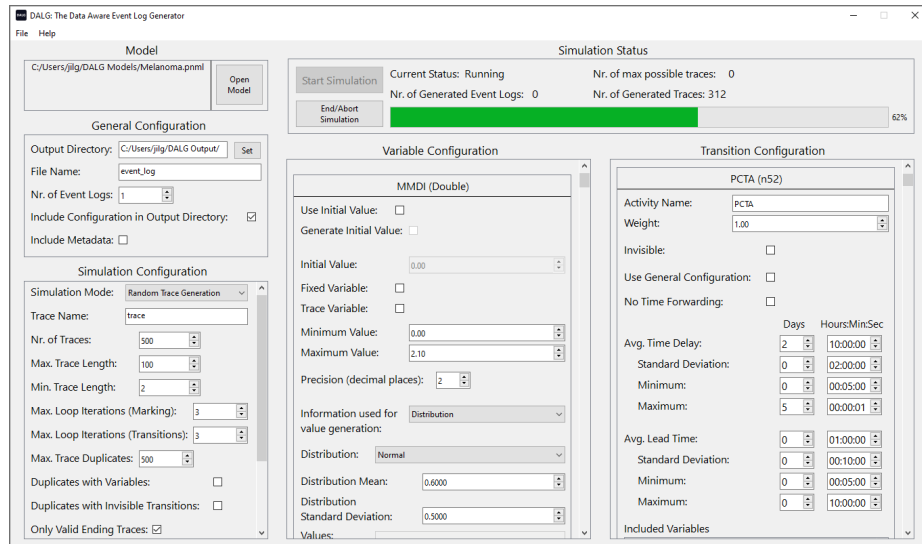 DALG DALG: The Data Aware Event Log Generator
File Help
Model
C:/Users/jilg/DALG Models/Melanoma.pnml
Open Model
General Configuration
Output Directory: C:/Users/jilg/DALG Output/ Set
File Name: event_log
Nr. of Event Logs: 1
Include Configuration in Output Directory:
Include Metadata:
Simulation Configuration
Simulation Mode: Random Trace Generation
Trace Name: trace
Nr. of Traces: 500
Max. Trace Length: 100
Min. Trace Length: 2
Max. Loop Iterations (Marking): 3
Max. Loop Iterations (Transitions): 3
Max. Trace Duplicates: 500
Duplicates with Variables:
Duplicates with Invisible Transitions:
Only Valid Ending Traces:
Simulation Status
Start Simulation
Current Status: Running Nr. of max possible traces: 0
Nr. of Generated Event Logs: 0 Nr. of Generated Traces: 312
End/Abort
Simulation
62%
Variable Configuration
MMDI (Double)
Use Initial Value:
Generate Initial Value:
Initial Value: 0.00
Fixed Variable:
Trace Variable:
Minimum Value: 0.00
Maximum Value: 2.10
Precision (decimal places): 2
Information used for
value generation: Distribution
Distribution: Normal
Distribution Mean: 0.6000
Distribution
Standard Deviation: 0.5000
Values:
Transition Configuration
PCTA (n52)
Activity Name: PCTA
Weight: 1.00
Invisible:
Use General Configuration:
No Time Forwarding:
Days Hours:Min:Sec
Avg. Time Delay: 2 10:00:00
Standard Deviation: 0 02:00:00
Minimum: 0 00:05:00
Maximum: 5 00:00:01
Avg. Lead Time: 0 01:00:00
Standard Deviation: 0 00:10:00
Minimum: 0 00:05:00
Maximum: 0 10:00:00
Included Variables